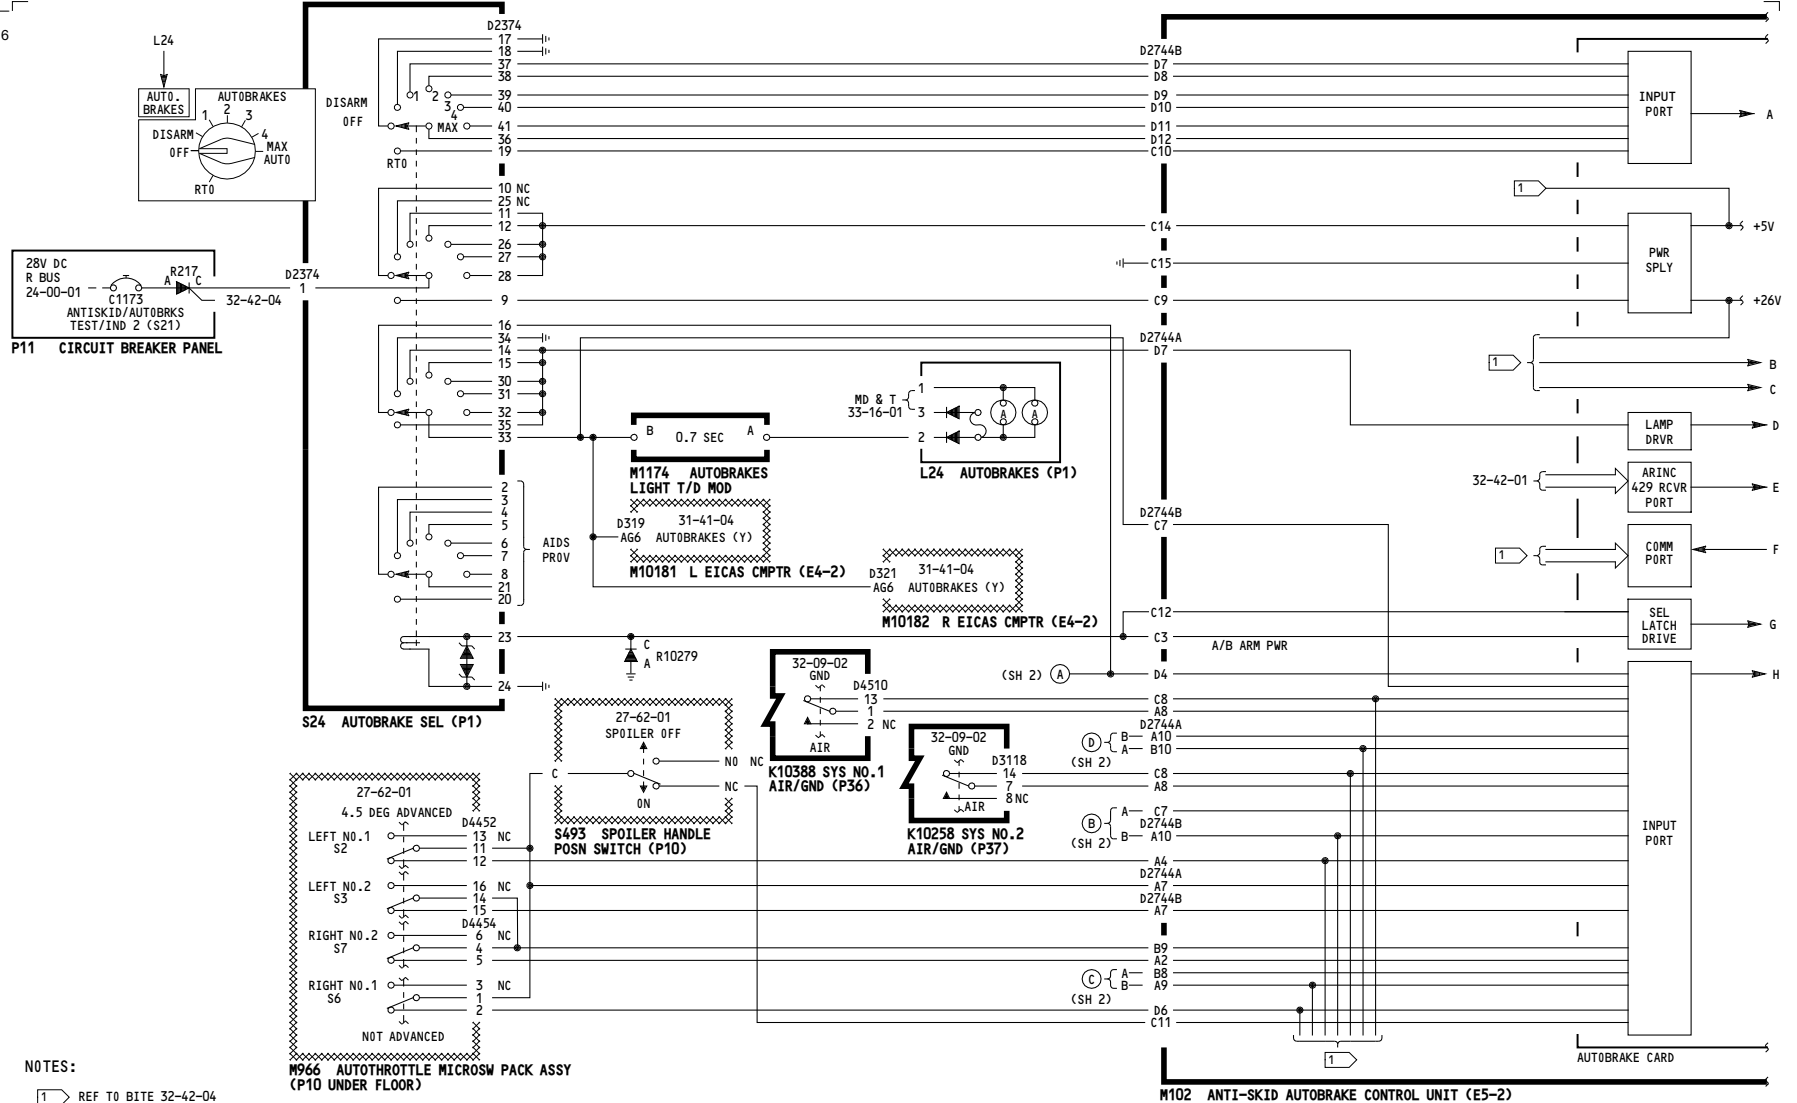 6
L24
AUTO.
BRAKES
AUTOBRAKES
1
2
3
4
DISARM
OFF
MAX
AUTO
RTO
28V DC
R BUS
24-00-01
C1173
R217
A
C
32-42-04
ANTISKID/AUTOBRKS
TEST/IND 2 (S21)
P11 CIRCUIT BREAKER PANEL
D2374
1
D2374
17
18
37
38
39
40
41
36
19
DISARM
OFF
1
2
3
4
MAX
RTO
10 NC
25 NC
11
12
26
27
28
9
16
34
14
15
30
31
32
35
33
2
3
4
5
6
7
8
21
20
AIDS
PROV
23
24
S24 AUTOBRAKE SEL (P1)
B 0.7 SEC A
M1174 AUTOBRAKES
LIGHT T/D MOD
MD & T
33-16-01
1
3
2
A
A
L24 AUTOBRAKES (P1)
D319
AG6
31-41-04
AUTOBRAKES (Y)
M10181 L EICAS CMPTR (E4-2)
D321
AG6
31-41-04
AUTOBRAKES (Y)
M10182 R EICAS CMPTR (E4-2)
C
A
R10279
32-09-02
GND
D4510
13
1
2 NC
AIR
K10388 SYS NO.1
AIR/GND (P36)
32-09-02
GND
D3118
14
7
8 NC
AIR
K10258 SYS NO.2
AIR/GND (P37)
27-62-01
SPOILER OFF
C
NO NC
NC
ON
S493 SPOILER HANDLE
POSN SWITCH (P10)
27-62-01
4.5 DEG ADVANCED
D4452
LEFT NO.1
S2
13 NC
11
12
LEFT NO.2
S3
16 NC
14
15
D4454
RIGHT NO.2
S7
6 NC
4
5
RIGHT NO.1
S6
3 NC
1
2
NOT ADVANCED
M966 AUTOTHROTTLE MICROSW PACK ASSY
(P10 UNDER FLOOR)
NOTES:
1 REF TO BITE 32-42-04
D2744B
D7
D8
D9
D10
D11
D12
C10
C14
C15
C9
D2744A
D7
D2744B
C7
C12
C3
A/B ARM PWR
(SH 2) A
D4
C8
A8
D2744A
D
(SH 2)
B A10
A B10
C8
A8
B
(SH 2)
A C7
D2744B
B A10
A4
D2744A
A7
D2744B
A7
B9
A2
C
(SH 2)
A B8
B A9
D6
C11
1
INPUT
PORT
A
1
PWR
SPLY
+5V
+26V
1
B
C
LAMP
DRVR
D
32-42-01
ARINC
429 RCVR
PORT
E
1
COMM
PORT
F
SEL
LATCH
DRIVE
G
H
INPUT
PORT
AUTOBRAKE CARD
M102 ANTI-SKID AUTOBRAKE CONTROL UNIT (E5-2)